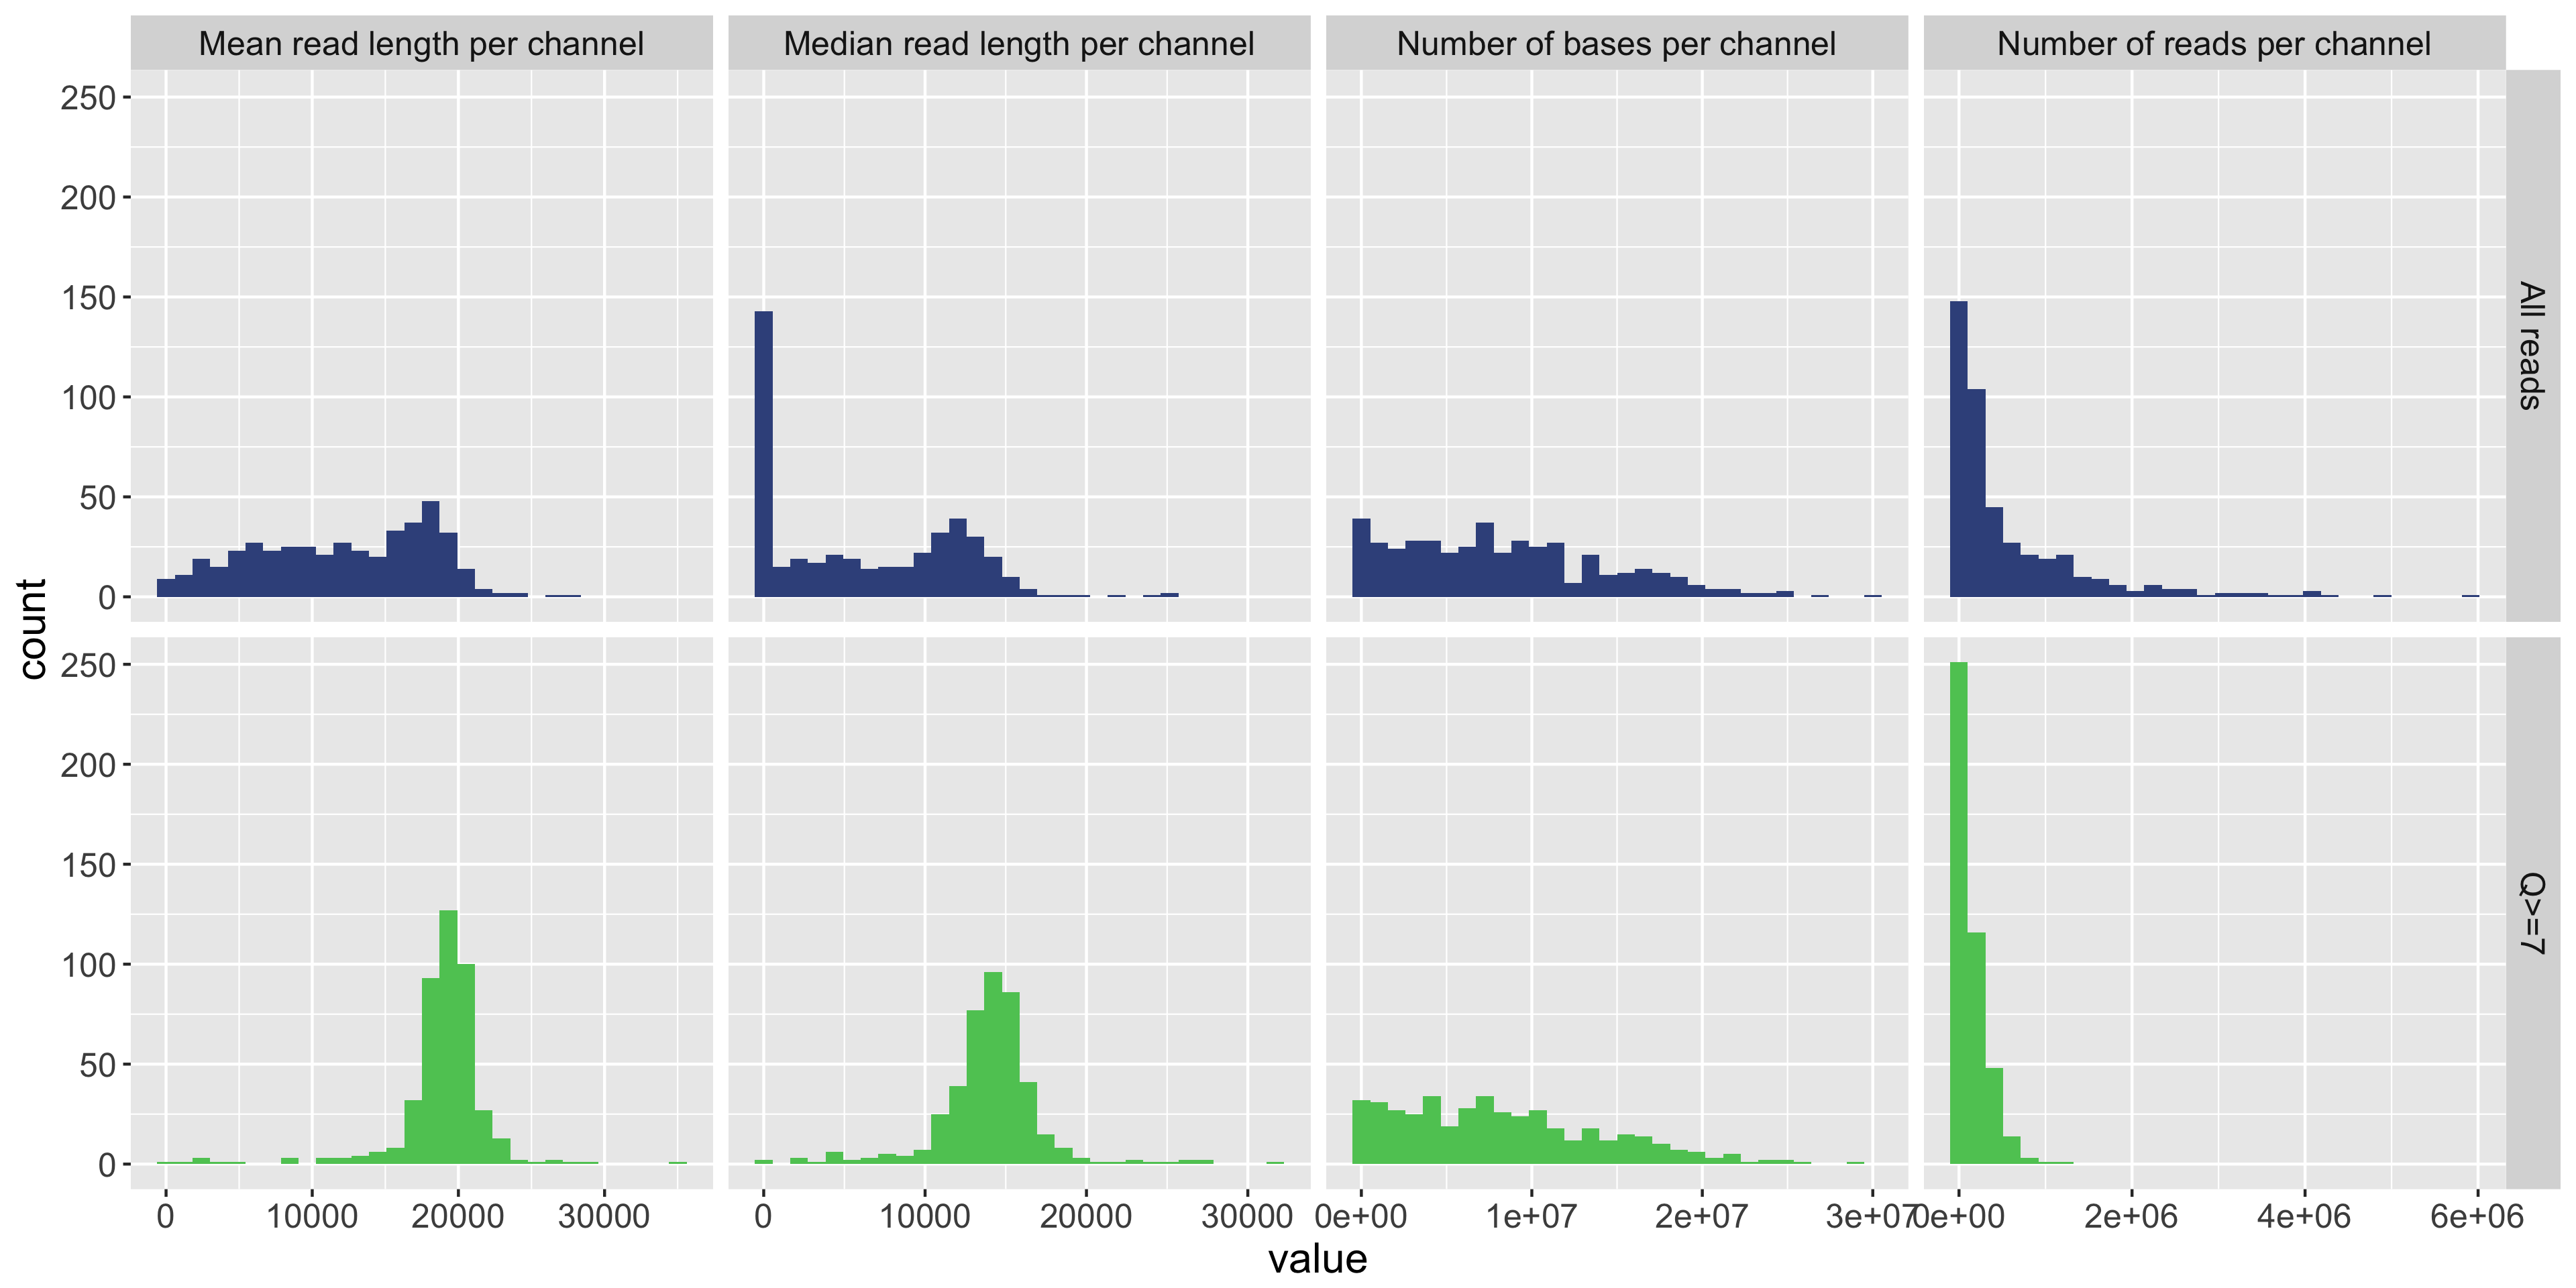 Mean read length per channel
Median read length per channel
Number of bases per channel
Number of reads per channel
250
200
150
100
50
0
All reads
250
200
150
100
50
0
Q>=7
count
0 10000 20000 30000
0 10000 20000 30000
0e+00 1e+07 2e+07 3e+07
0e+00 2e+06 4e+06 6e+06
value